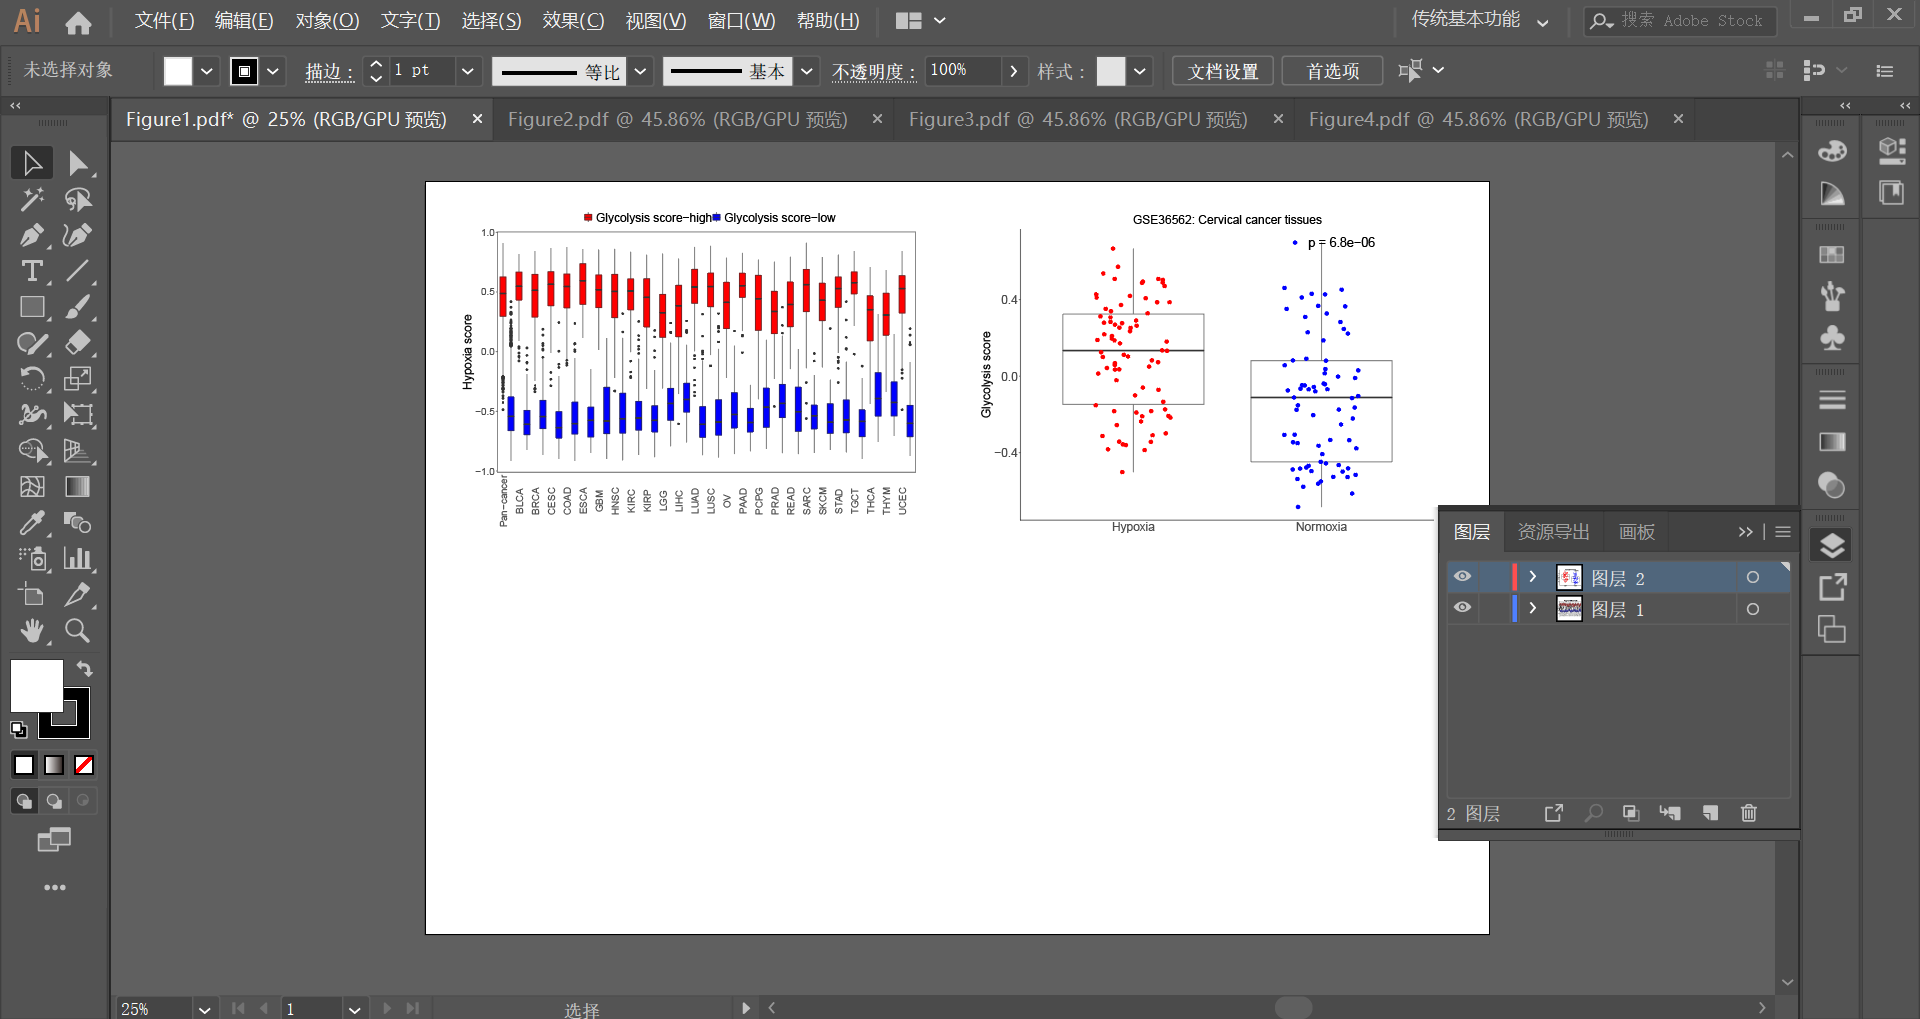 Ai 文件(F) 编辑(E) 对象(O) 文字(T) 选择(S) 效果(C) 视图(V) 窗口(W) 帮助(H) 传统基本功能 搜索 Adobe Stock
未选择对象 描边: 1 pt 等比 基本 不透明度: 100% 样式: 文档设置 首选项
Figure1.pdf* @ 25% (RGB/GPU 预览) Figure2.pdf @ 45.86% (RGB/GPU 预览) Figure3.pdf @ 45.86% (RGB/GPU 预览) Figure4.pdf @ 45.86% (RGB/GPU 预览)
Glycolysis score-high Glycolysis score-low
1.0
0.5
0.0
-0.5
-1.0
Hypoxia score
Pan-cancer BLCA BRCA CESC COAD ESCA GBM HNSC KIRC KIRP LGG LIHC LUAD LUSC OV PAAD PCPG PRAD READ SARC SKCM STAD TGCT THCA THYM UCEC
GSE36562: Cervical cancer tissues
p = 6.8e-06
0.4
0.0
-0.4
Glycolysis score
Hypoxia Normoxia
图层 资源导出 画板
图层 2
图层 1
2 图层
25% 1 选择